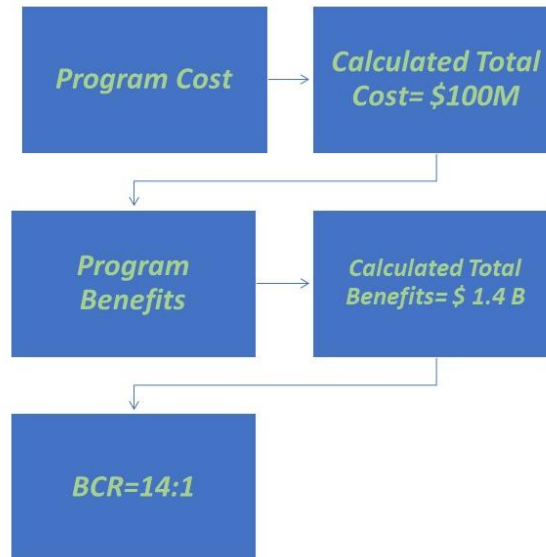 Program Cost
Calculated Total
Cost= $100M
Program
Benefits
Calculated Total
Benefits= $ 1.4 B
BCR=14:1